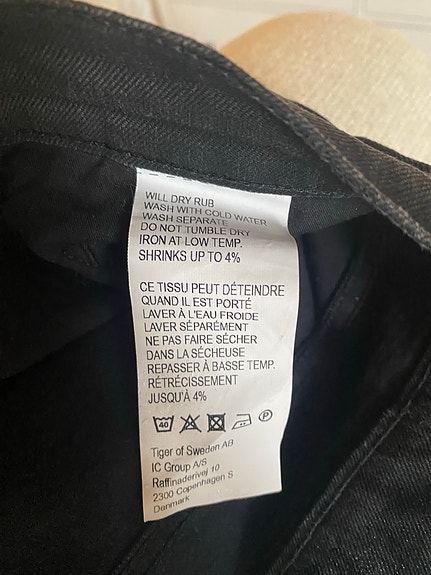 WILL DRY RUB
WASH WITH COLD WATER
WASH SEPARATE
DO NOT TUMBLE DRY
IRON AT LOW TEMP.
SHRINKS UP TO 4%
CE TISSU PEUT DÉTEINDRE
QUAND IL EST PORTÉ
LAVER À L'EAU FROIDE
LAVER SÉPARÉMENT
NE PAS FAIRE SÉCHER
DANS LA SÉCHEUSE
REPASSER À BASSE TEMP.
RÉTRÉCISSEMENT
JUSQU'À 4%
40 P
Tiger of Sweden AB
IC Group A/S
Raffinaderivej 10
2300 Copenhagen S
Denmark